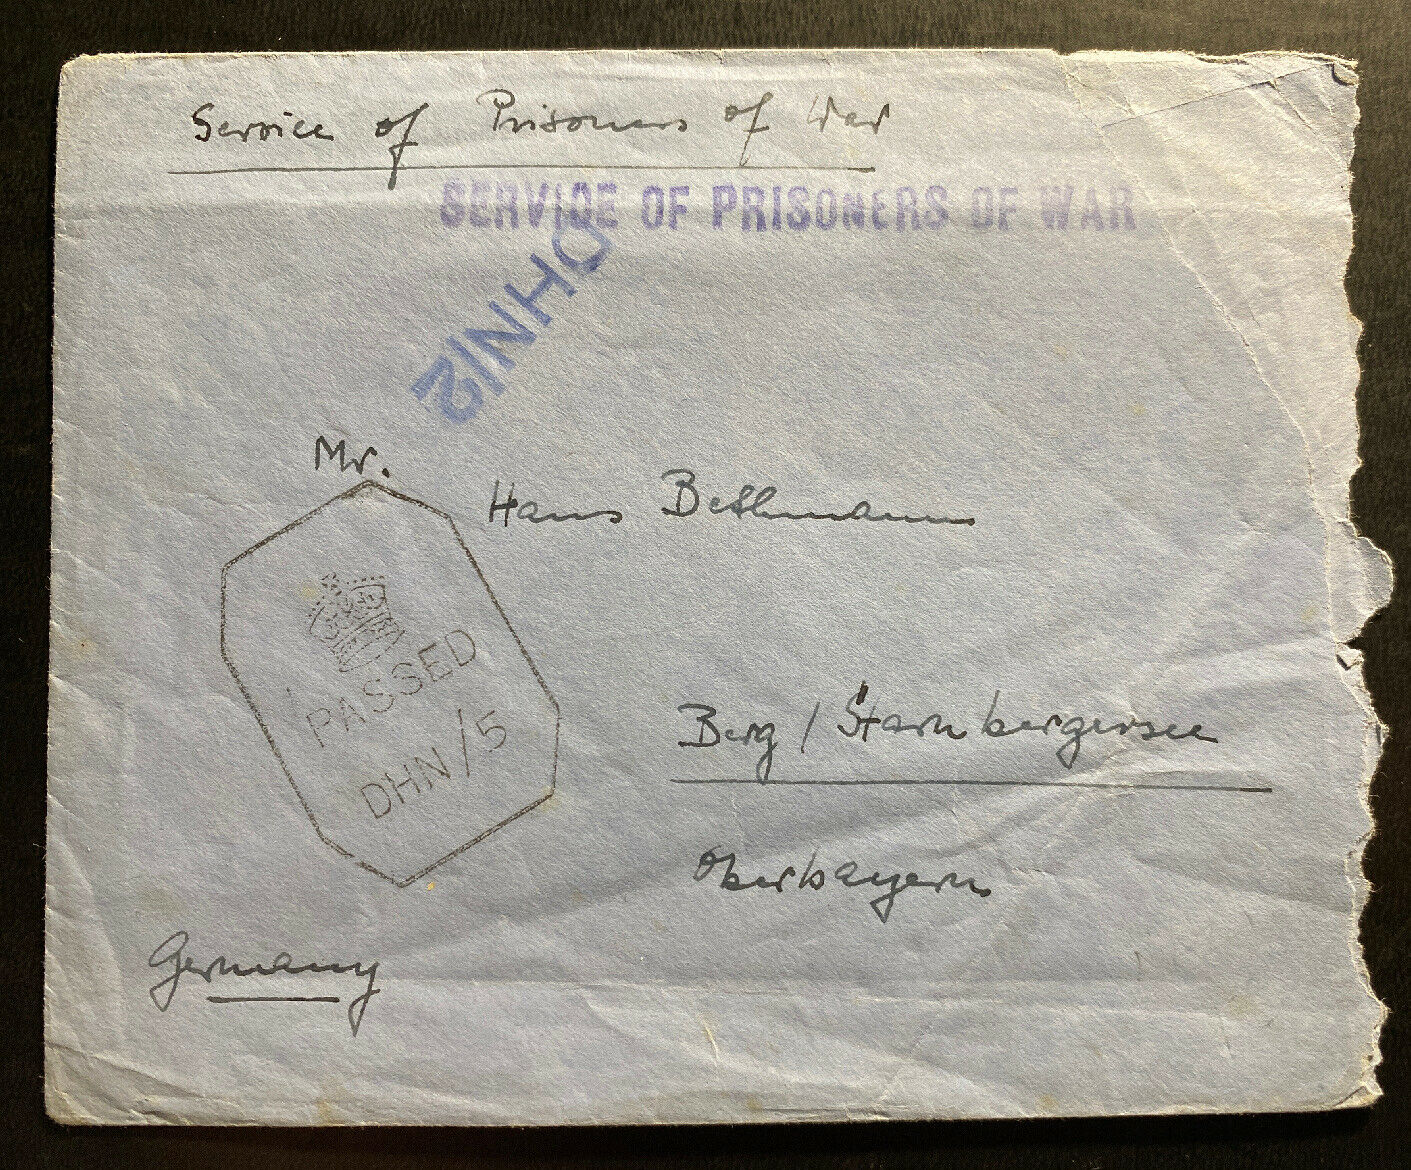 Service of Prisoners of War
SERVICE OF PRISONERS OF WAR
DHN/2
Mr.
Hans Bethmann
PASSED
DHN/5
Berg / Starnbergersee
Oberbayern
Germany